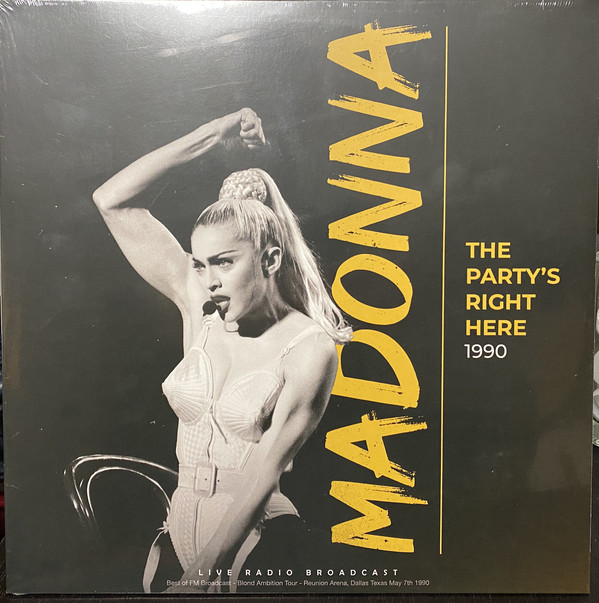 MADONNA
THE
PARTY'S
RIGHT
HERE
1990
LIVE RADIO BROADCAST
Best of FM Broadcast - Blond Ambition Tour - Reunion Arena, Dallas Texas May 7th 1990